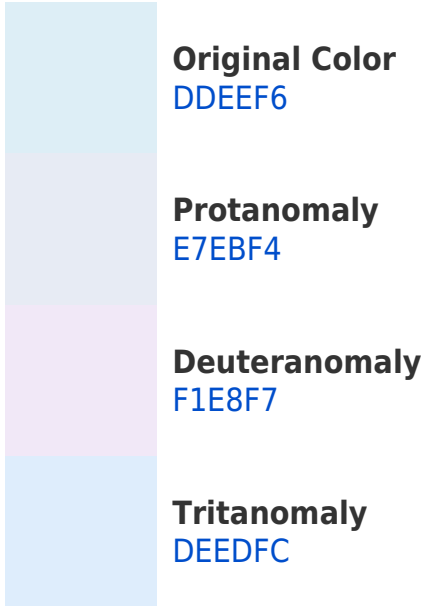 Original Color
DDEEF6
Protanomaly
E7EBF4
Deuteranomaly
F1E8F7
Tritanomaly
DEEDFC